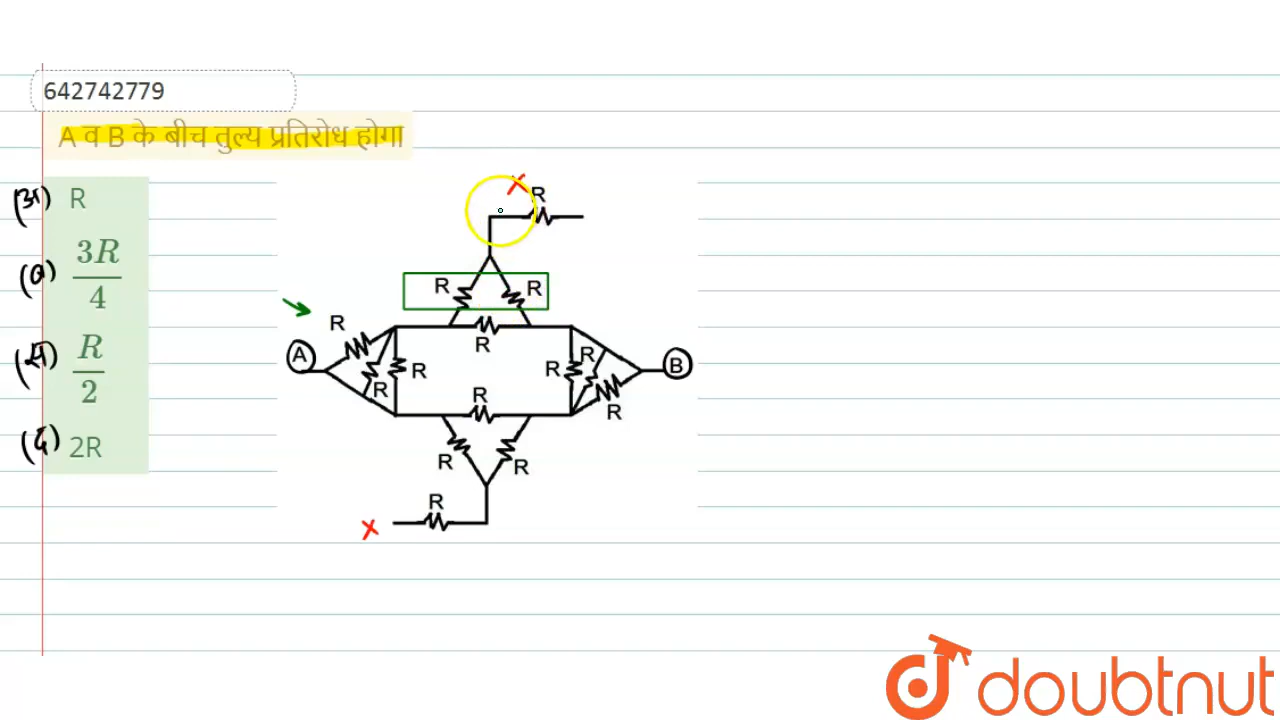 642742779
A व B के बीच तुल्य प्रतिरोध होगा
(अ) R
(ब) 3R/4
(स) R/2
(द) 2R
X R
R R
R
R
A R R
R R B
R
R
R R
R
X
doubtnut